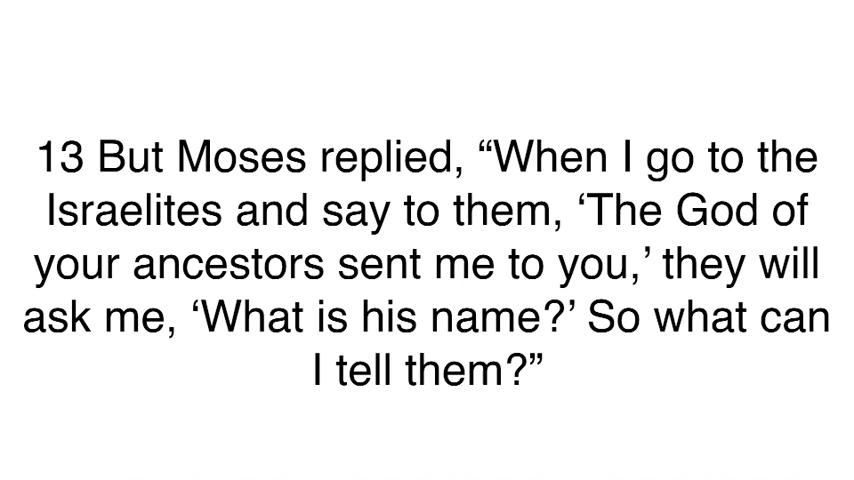 13 But Moses replied, “When I go to the
Israelites and say to them, ‘The God of
your ancestors sent me to you,’ they will
ask me, ‘What is his name?’ So what can
I tell them?”